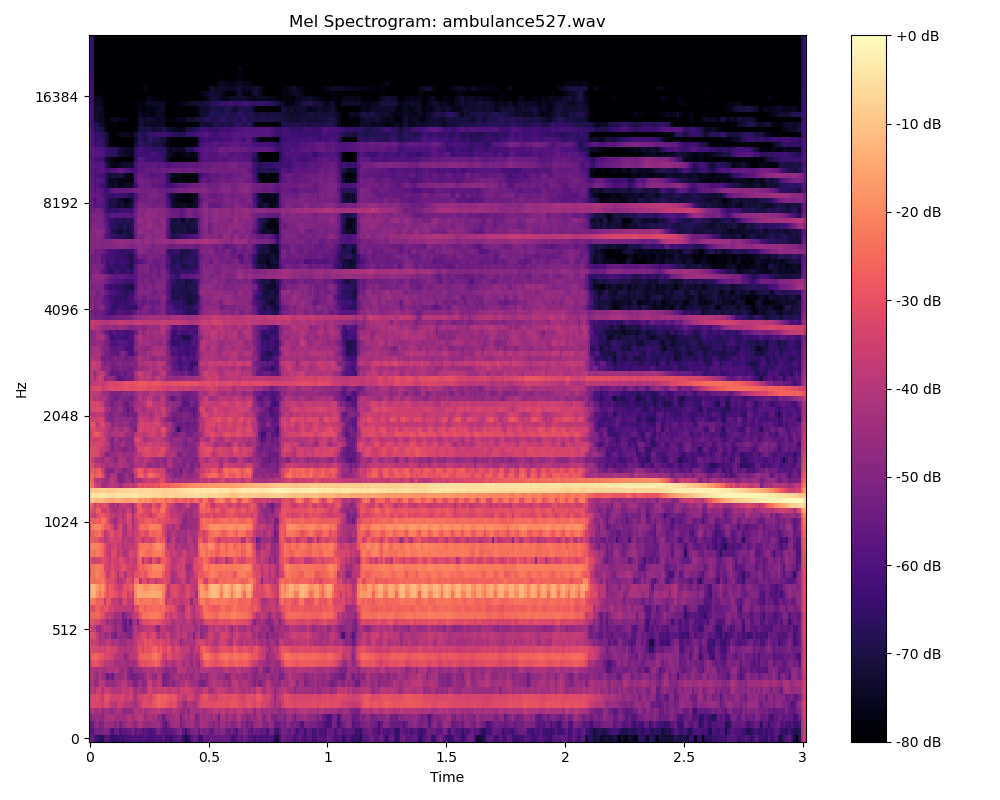 Mel Spectrogram: ambulance527.wav
+0 dB
16384
-10 dB
-20 dB
8192
-30 dB
4096
Hz
-40 dB
2048
-50 dB
1024
-60 dB
512
-70 dB
0
-80 dB
0 0.5 1 1.5 2 2.5 3
Time